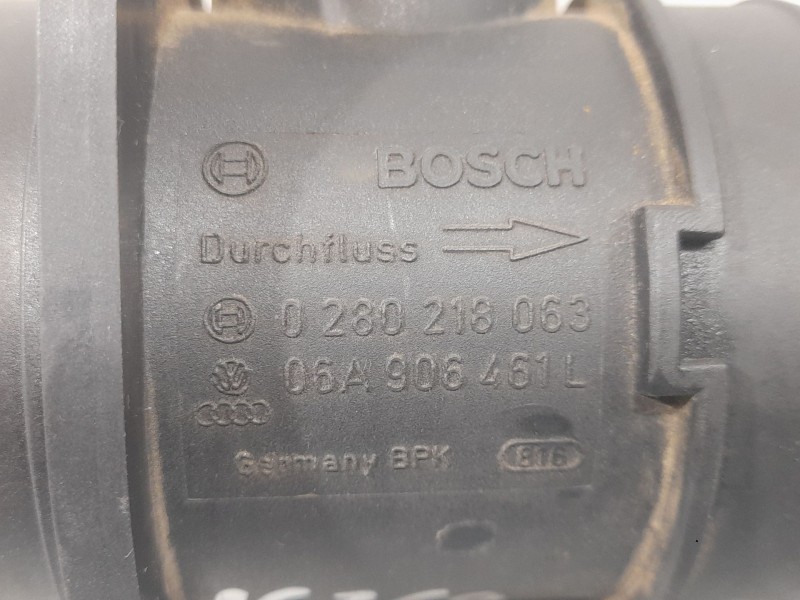 BOSCH
Durchfluss
0 280 218 063
06A 906 461 L
Germany BPK 816